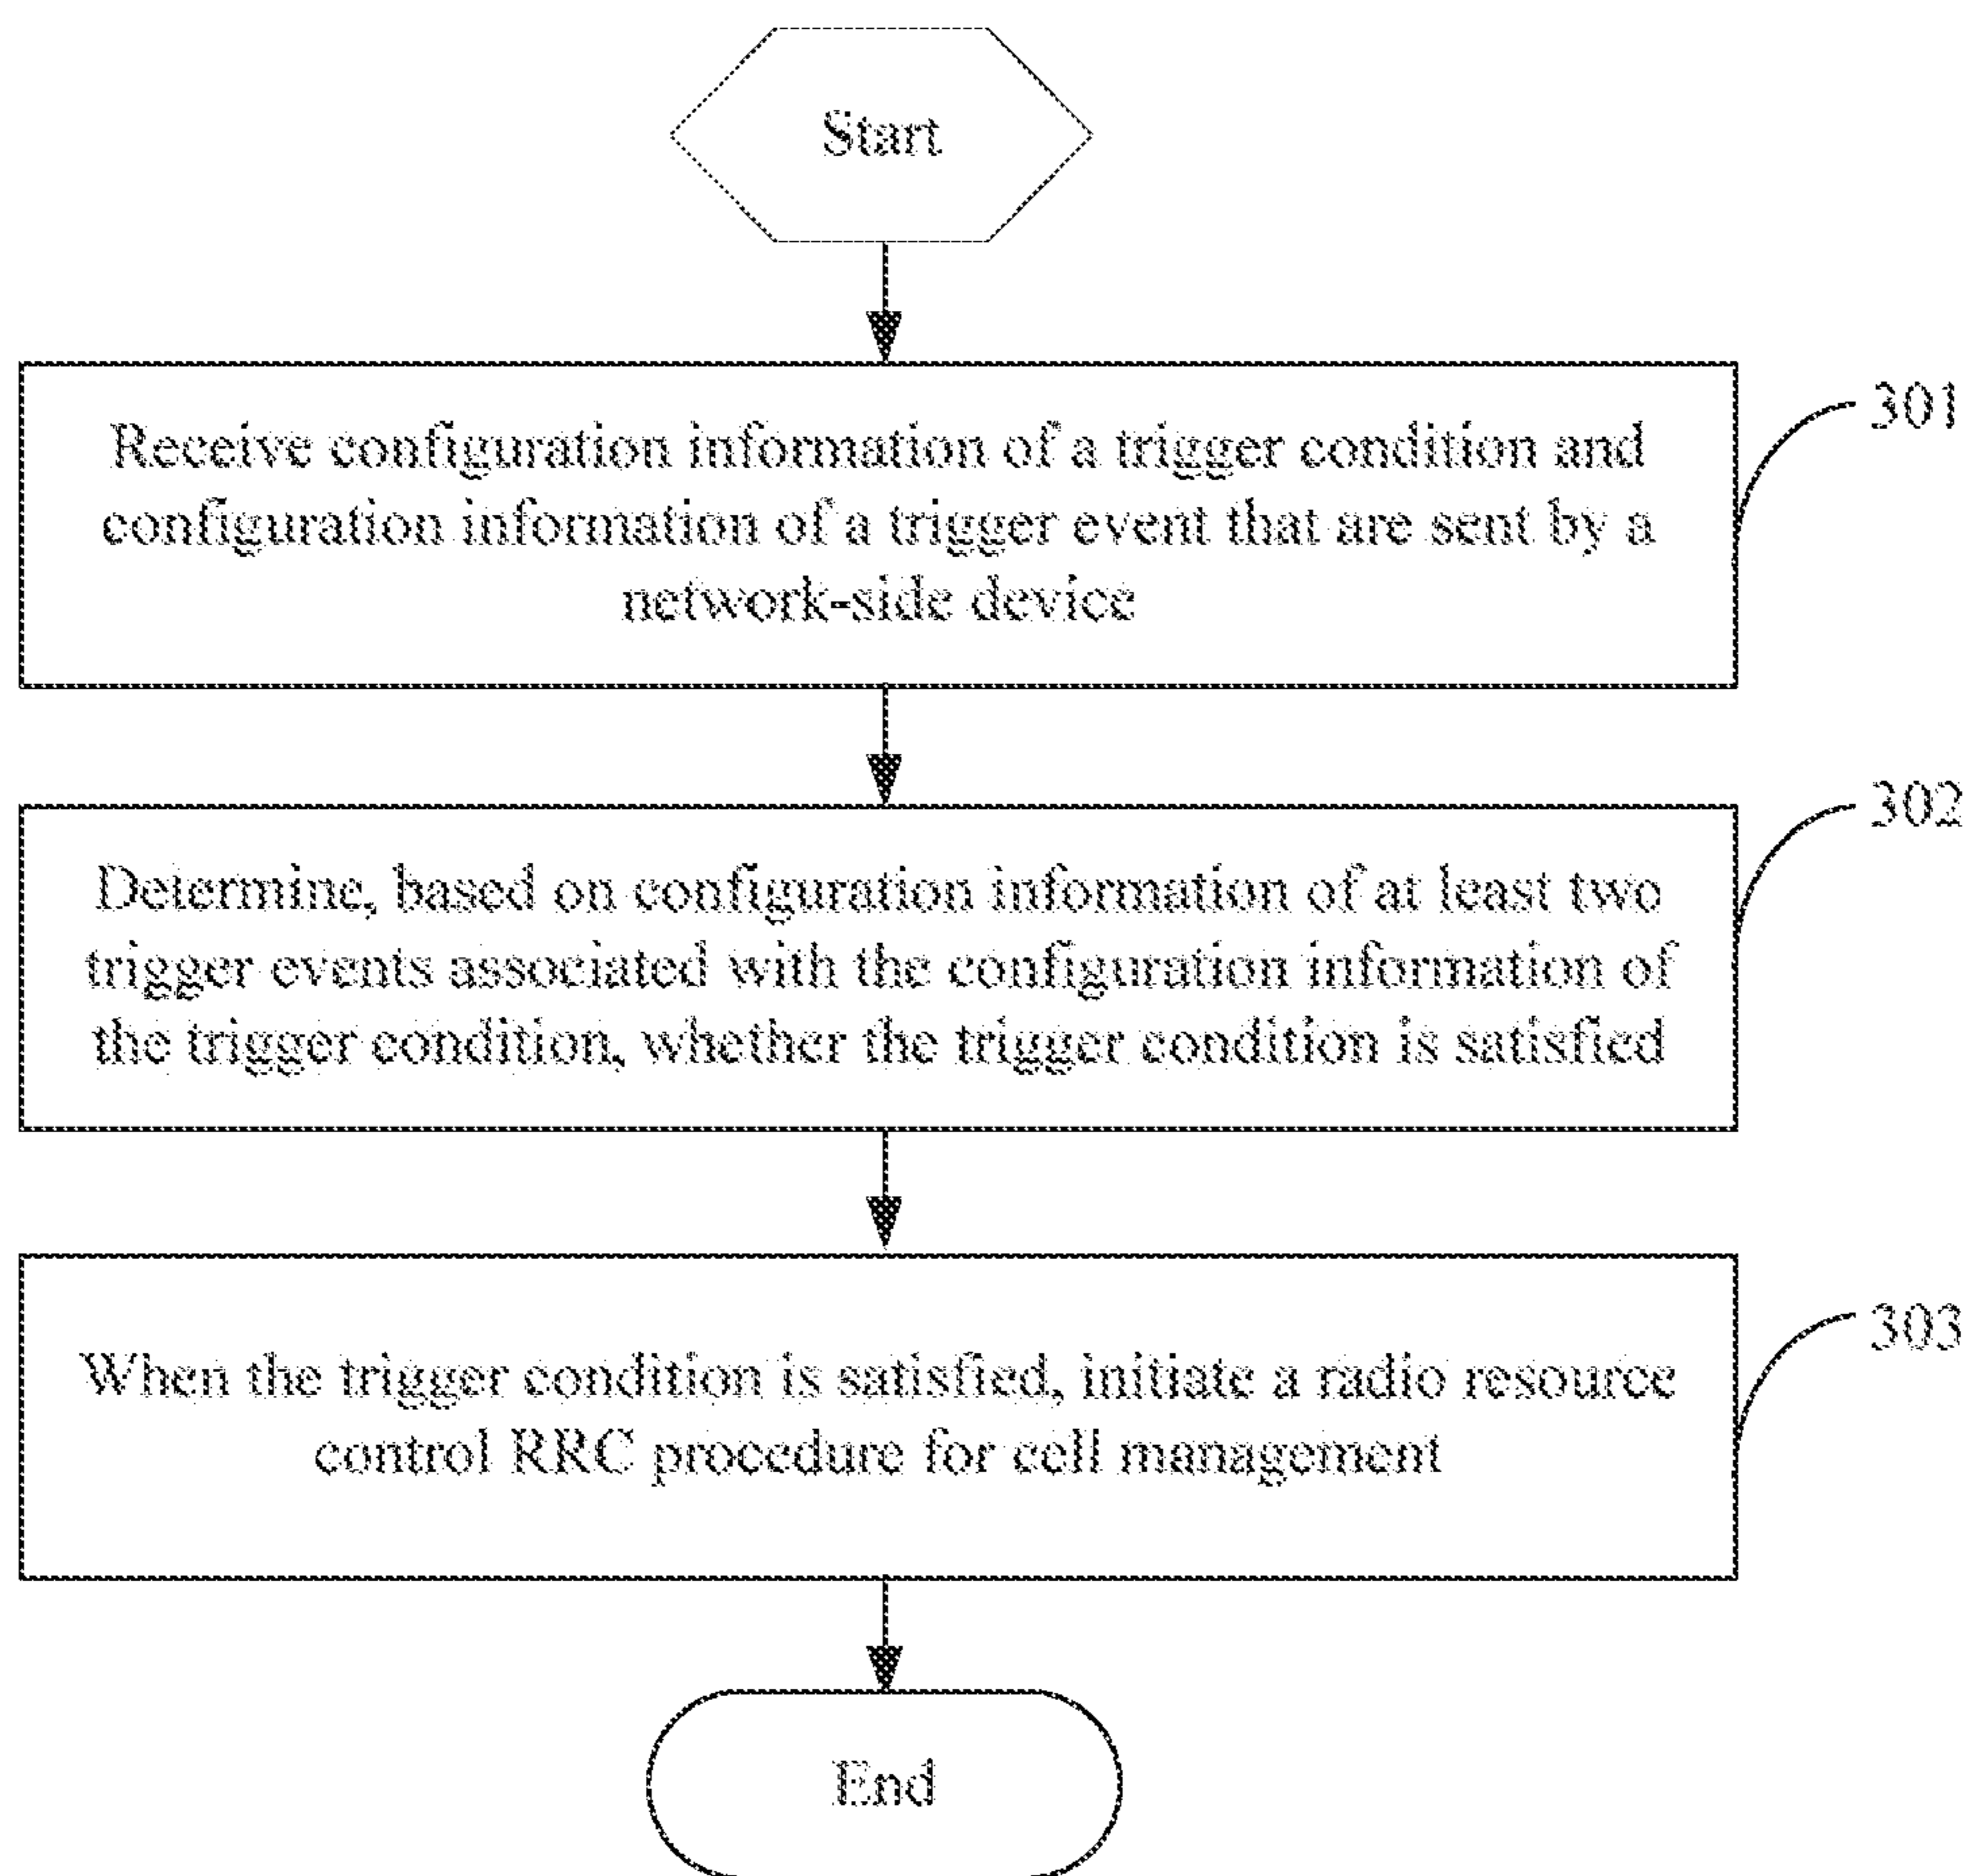 Start
Receive configuration information of a trigger condition and
configuration information of a trigger event that are sent by a
network-side device
301
Determine, based on configuration information of at least two
trigger events associated with the configuration information of
the trigger condition, whether the trigger condition is satisfied
302
When the trigger condition is satisfied, initiate a radio resource
control RRC procedure for cell management
303
End